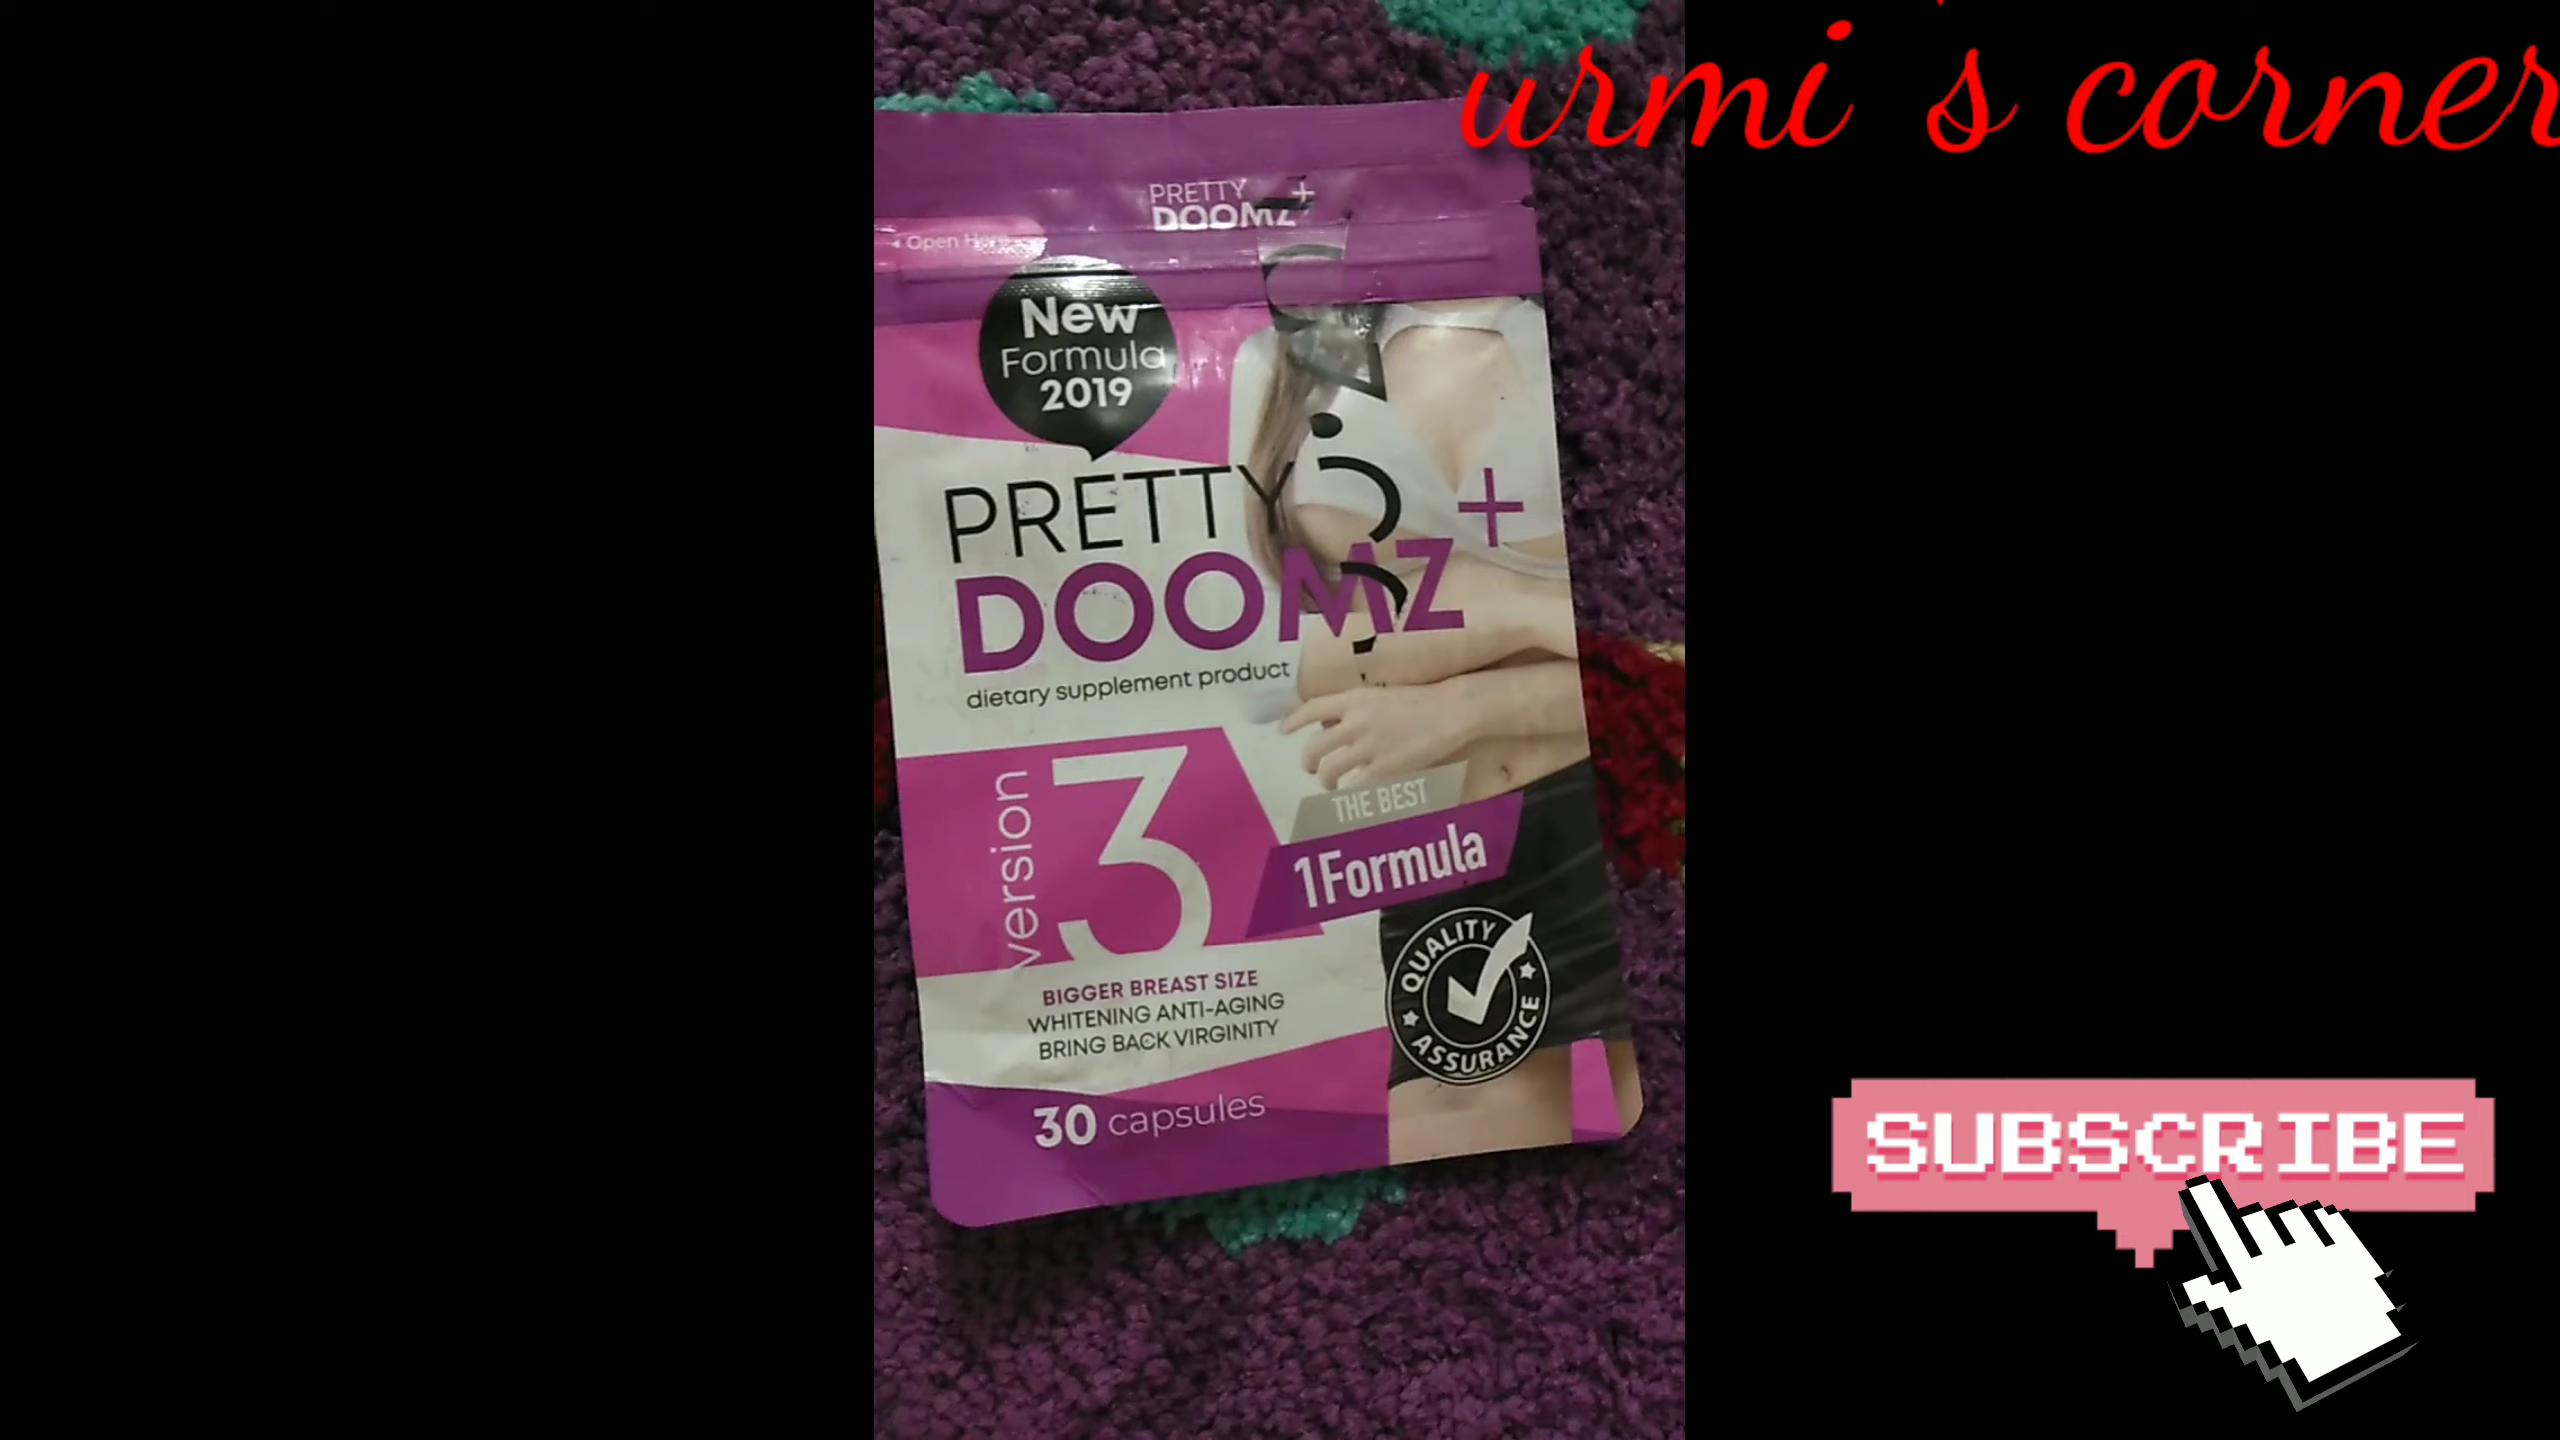 urmi's corner
PRETTY
DOOMZ+
Open Here
New
Formula
2019
PRETTY
DOOMZ+
dietary supplement product
version
3
THE BEST
1Formula
QUALITY
ASSURANCE
BIGGER BREAST SIZE
WHITENING ANTI-AGING
BRING BACK VIRGINITY
30 capsules
SUBSCRIBE